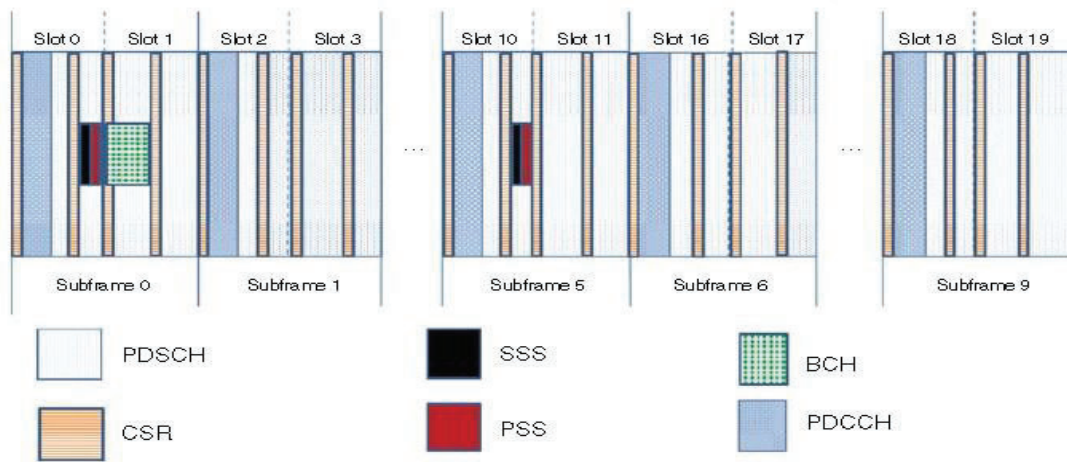 Slot 0 Slot 1 Slot 2 Slot 3 Slot 10 Slot 11 Slot 16 Slot 17 Slot 18 Slot 19
... ...
Subframe 0 Subframe 1 Subframe 5 Subframe 6 Subframe 9
PDSCH SSS BCH
CSR PSS PDCCH